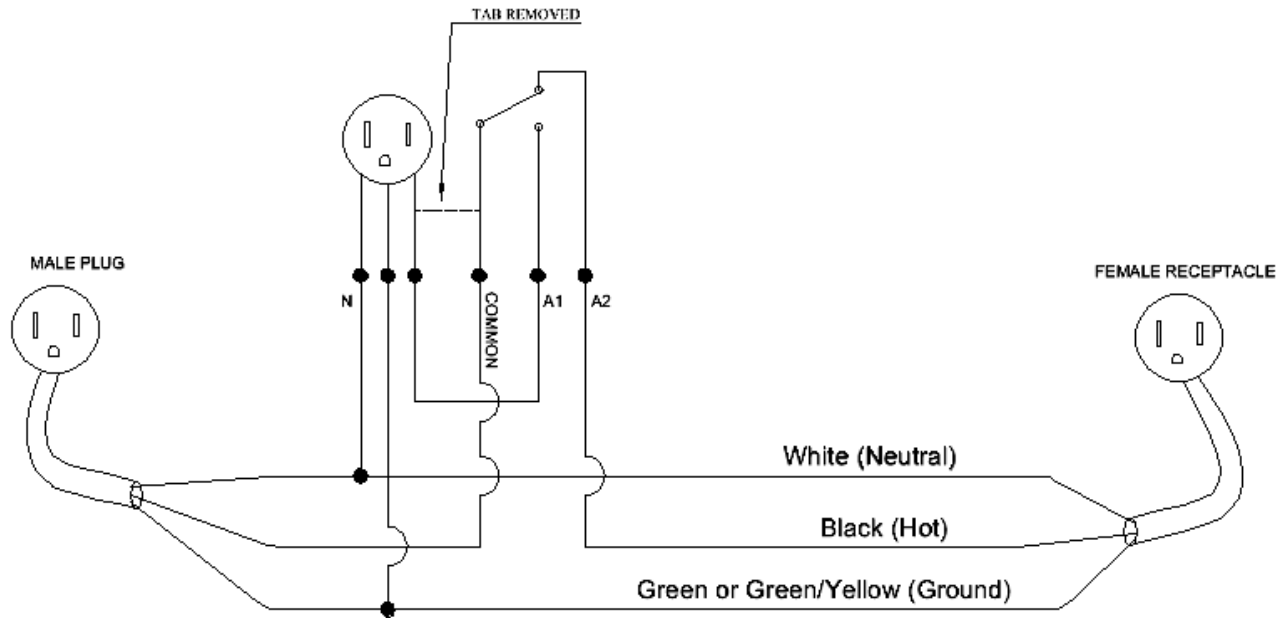 TAB REMOVED
MALE PLUG
FEMALE RECEPTACLE
N
COMMON
A1
A2
White (Neutral)
Black (Hot)
Green or Green/Yellow (Ground)